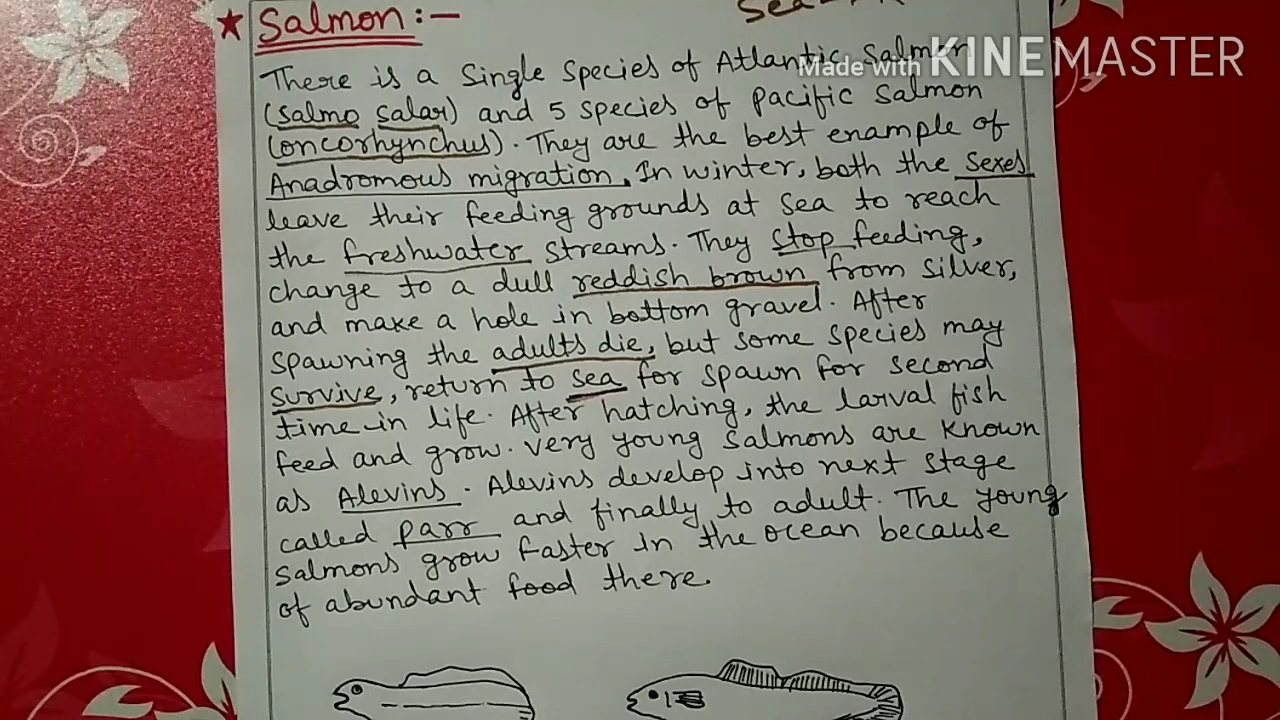 ★ Salmon :-
Sea
Made with KINEMASTER
There is a Single Species of Atlantic Salmon
(Salmo salar) and 5 species of pacific salmon
(oncorhynchus). They are the best enample of
Anadromous migration. In winter, both the sexes
leave their feeding grounds at sea to reach
the freshwater streams. They stop feeding,
change to a dull reddish brown from silver,
and make a hole in bottom gravel. After
spawning the adults die, but some species may
survive, return to sea for spawn for second
time in life. After hatching, the larval fish
feed and grow. Very young salmons are known
as Alevins. Alevins develop into next stage
called parr and finally to adult. The young
salmons grow faster in the ocean because
of abundant food there.